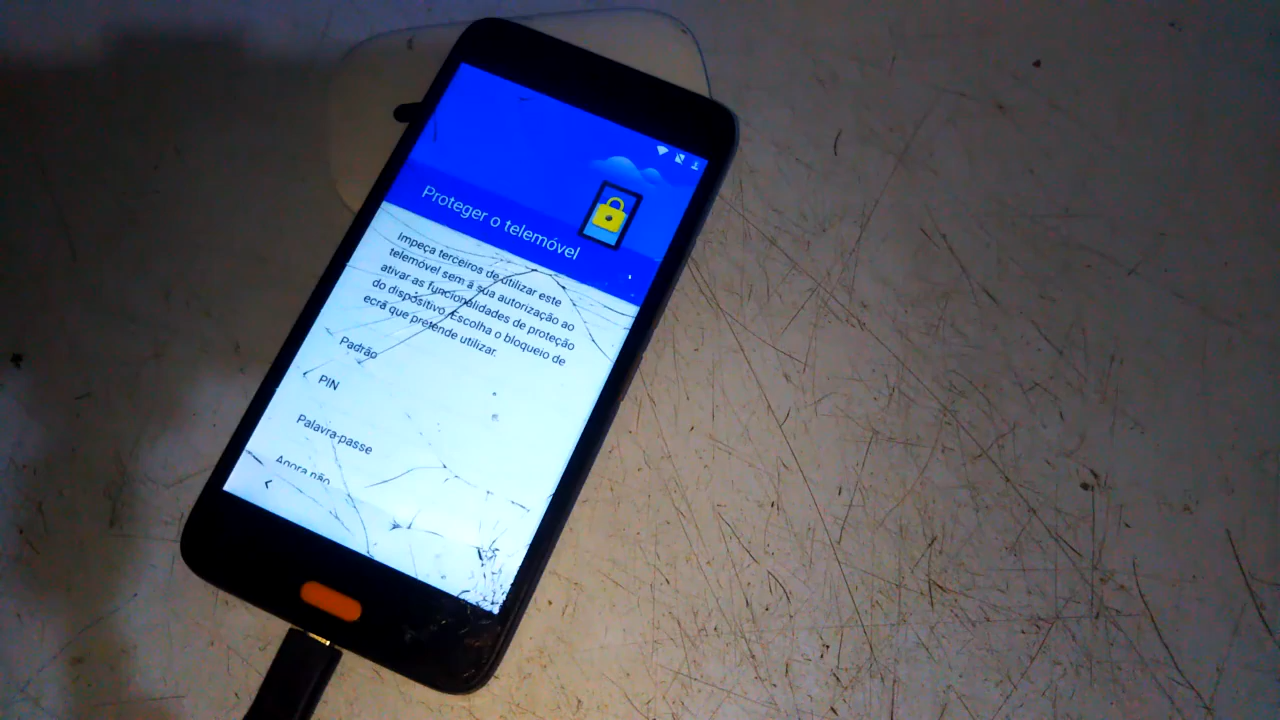 Proteger o telemóvel
Impeça terceiros de utilizar este
telemóvel sem a sua autorização ao
ativar as funcionalidades de proteção
do dispositivo. Escolha o bloqueio de
ecrã que pretende utilizar.
Padrão
PIN
Palavra-passe
Agora não